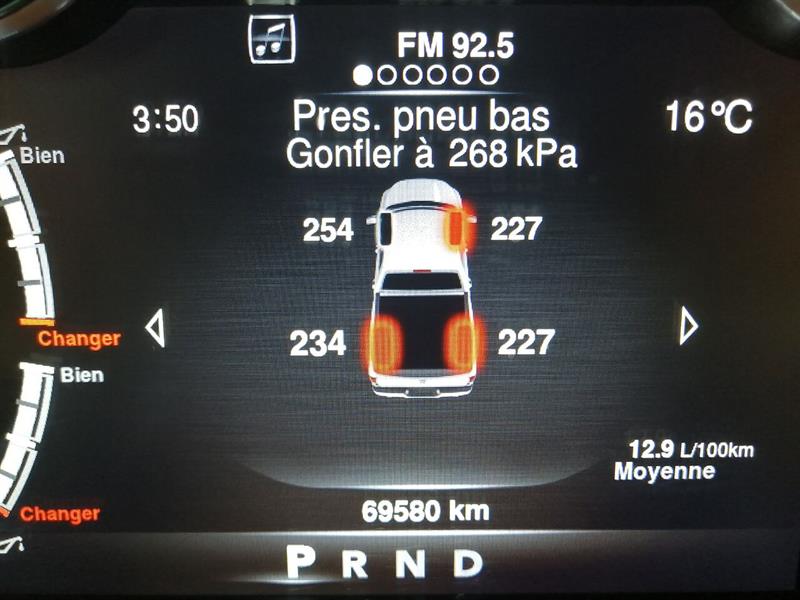 FM 92.5
3:50
Pres. pneu bas
16°C
Gonfler à 268 kPa
Bien
254
227
Changer
234
227
Bien
12.9 L/100km
Moyenne
Changer
69580 km
P R N D